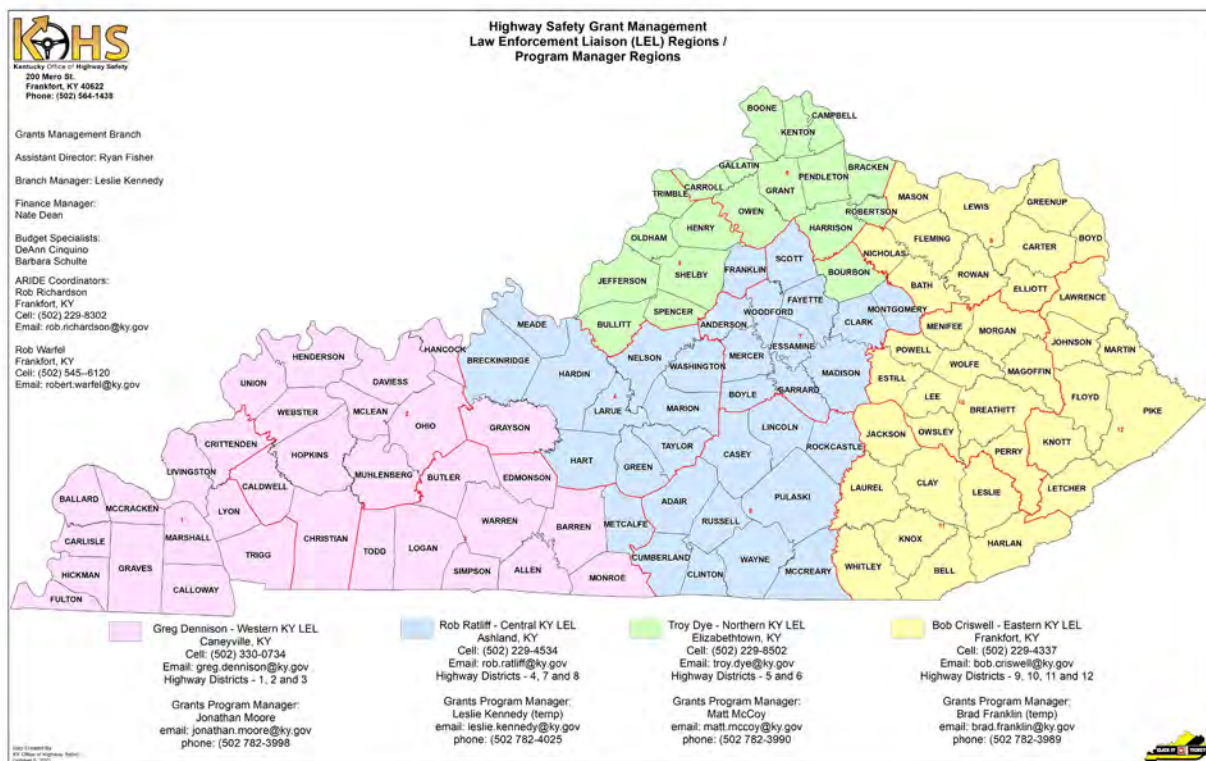 Highway Safety Grant Management
Law Enforcement Liaison (LEL) Regions /
Program Manager Regions
KOHS
Kentucky Office of Highway Safety
200 Mero St.
Frankfort, KY 40622
Phone: (502) 564-1438
Grants Management Branch
Assistant Director: Ryan Fisher
Branch Manager: Leslie Kennedy
Finance Manager:
Nate Dean
Budget Specialists:
DeAnn Cinquino
Barbara Schulte
ARIDE Coordinators:
Rob Richardson
Frankfort, KY
Cell: (502) 229-8302
Email: rob.richardson@ky.gov
Rob Warfel
Frankfort, KY
Cell: (502) 545--6120
Email: robert.warfel@ky.gov
BOONE
CAMPBELL
KENTON
GALLATIN
BRACKEN
PENDLETON
6
CARROLL
GRANT
TRIMBLE
MASON
LEWIS
GREENUP
OWEN
ROBERTSON
HENRY
HARRISON
FLEMING
OLDHAM
BOYD
CARTER
9
NICHOLAS
SCOTT
5
FRANKLIN
SHELBY
BOURBON
ROWAN
JEFFERSON
BATH
ELLIOTT
LAWRENCE
FAYETTE
WOODFORD
MONTGOMERY
SPENCER
BULLITT
ANDERSON
CLARK
MEADE
MENIFEE
MORGAN
7
JESSAMINE
JOHNSON
MARTIN
NELSON
POWELL
HANCOCK
HENDERSON
BRECKINRIDGE
MERCER
WASHINGTON
MADISON
WOLFE
MAGOFFIN
HARDIN
ESTILL
DAVIESS
UNION
GARRARD
BOYLE
LEE
FLOYD
LARUE
4
MARION
10
BREATHITT
PIKE
WEBSTER
MCLEAN
2
OHIO
LINCOLN
GRAYSON
OWSLEY
12
JACKSON
ROCKCASTLE
KNOTT
CRITTENDEN
TAYLOR
CASEY
PERRY
HOPKINS
HART
GREEN
LIVINGSTON
MUHLENBERG
BUTLER
EDMONSON
CALDWELL
LAUREL
CLAY
PULASKI
LETCHER
LESLIE
BALLARD
ADAIR
MCCRACKEN
LYON
8
1
WARREN
METCALFE
RUSSELL
BARREN
11
MARSHALL
KNOX
CARLISLE
CHRISTIAN
HARLAN
LOGAN
TODD
TRIGG
CUMBERLAND
WAYNE
GRAVES
WHITLEY
BELL
SIMPSON
ALLEN
MCCREARY
CLINTON
HICKMAN
MONROE
CALLOWAY
FULTON
Greg Dennison - Western KY LEL
Caneyville, KY
Cell: (502) 330-0734
Email: greg.dennison@ky.gov
Highway Districts - 1, 2 and 3
Grants Program Manager:
Jonathan Moore
email: jonathan.moore@ky.gov
phone: (502 782-3998
Rob Ratliff - Central KY LEL
Ashland, KY
Cell: (502) 229-4534
Email: rob.ratliff@ky.gov
Highway Districts - 4, 7 and 8
Grants Program Manager:
Leslie Kennedy (temp)
email: leslie.kennedy@ky.gov
phone: (502 782-4025
Troy Dye - Northern KY LEL
Elizabethtown, KY
Cell: (502) 229-8502
Email: troy.dye@ky.gov
Highway Districts - 5 and 6
Grants Program Manager:
Matt McCoy
email: matt.mccoy@ky.gov
phone: (502 782-3990
Bob Criswell - Eastern KY LEL
Frankfort, KY
Cell: (502) 229-4337
Email: bob.criswell@ky.gov
Highway Districts - 9, 10, 11 and 12
Grants Program Manager:
Brad Franklin (temp)
email: brad.franklin@ky.gov
phone: (502 782-3989
CLICK IT TICKET